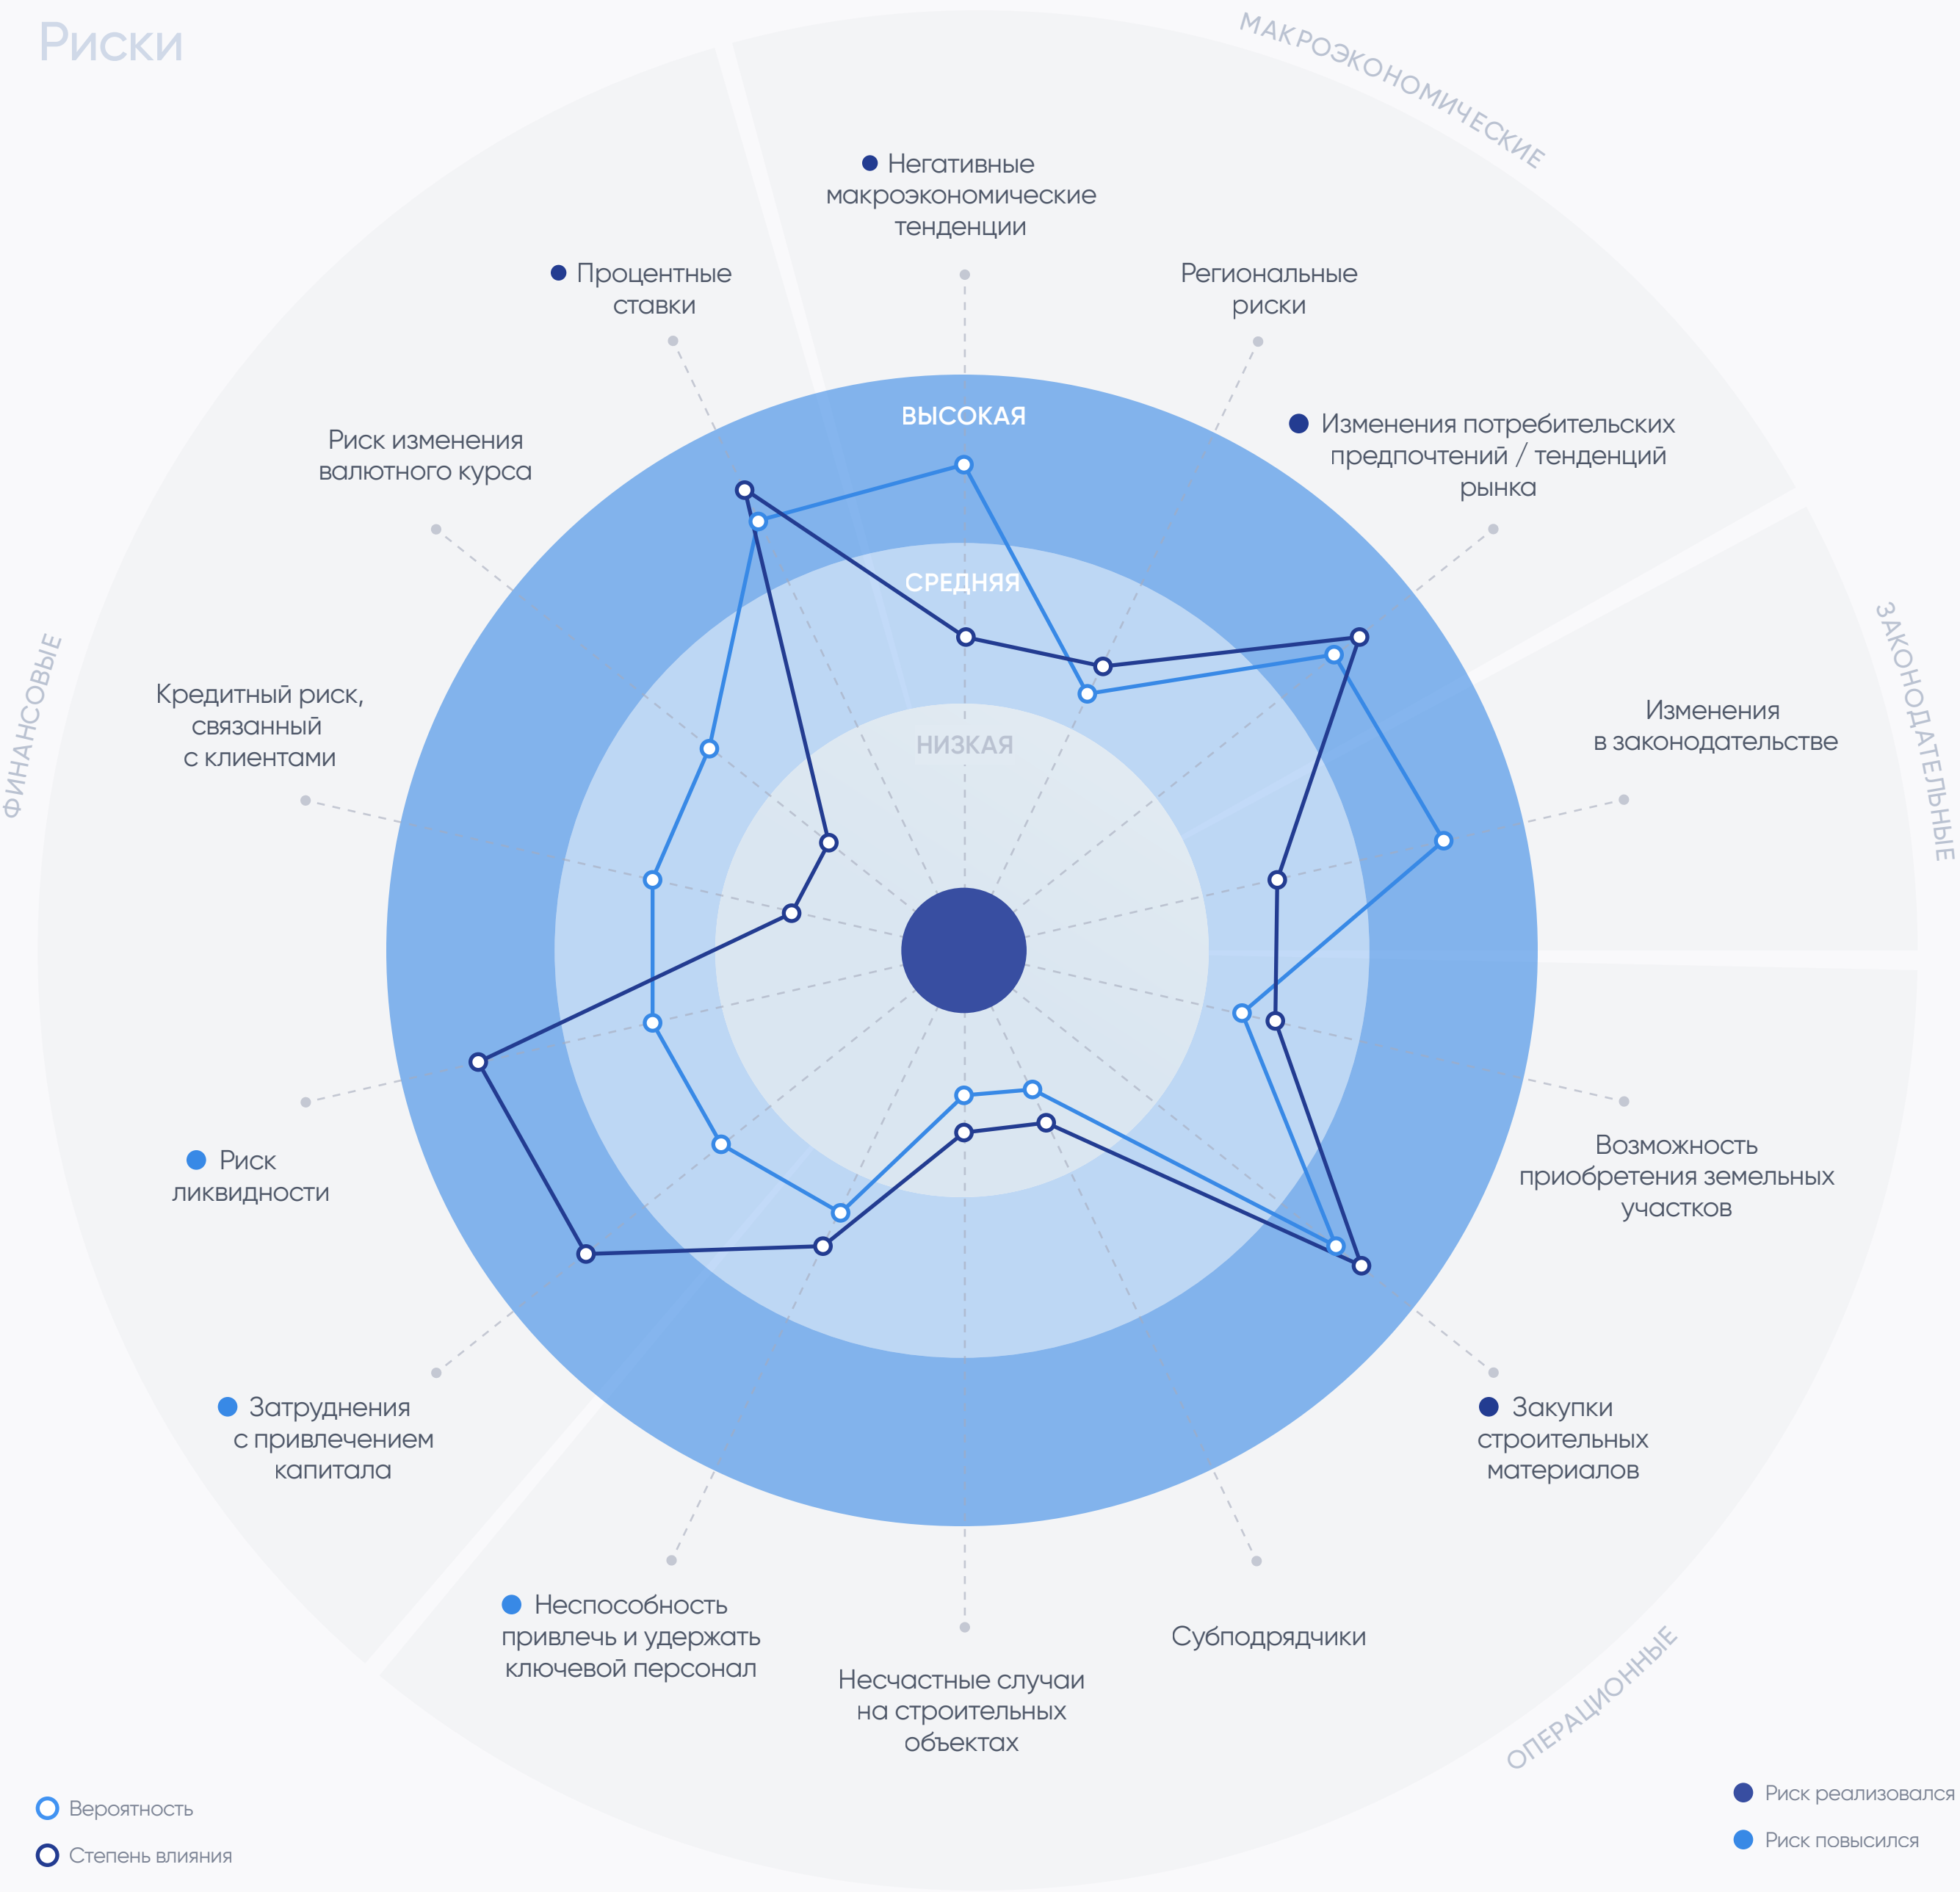 Риски
МАКРОЭКОНОМИЧЕСКИЕ
Негативные
макроэкономические
тенденции
Процентные
ставки
Региональные
риски
Изменения потребительских
предпочтений / тенденций
рынка
Риск изменения
валютного курса
ВЫСОКАЯ
СРЕДНЯЯ
НИЗКАЯ
ЗАКОНОДАТЕЛЬНЫЕ
ФИНАНСОВЫЕ
Кредитный риск,
связанный
с клиентами
Изменения
в законодательстве
Риск
ликвидности
Возможность
приобретения земельных
участков
Затруднения
с привлечением
капитала
Закупки
строительных
материалов
Неспособность
привлечь и удержать
ключевой персонал
Несчастные случаи
на строительных
объектах
Субподрядчики
ОПЕРАЦИОННЫЕ
Вероятность
Степень влияния
Риск реализовался
Риск повысился